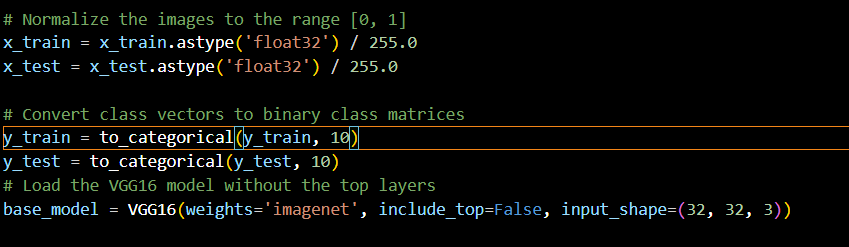 # Normalize the images to the range [0, 1]
x_train = x_train.astype('float32') / 255.0
x_test = x_test.astype('float32') / 255.0
# Convert class vectors to binary class matrices
y_train = to_categorical(y_train, 10)
y_test = to_categorical(y_test, 10)
# Load the VGG16 model without the top layers
base_model = VGG16(weights='imagenet', include_top=False, input_shape=(32, 32, 3))